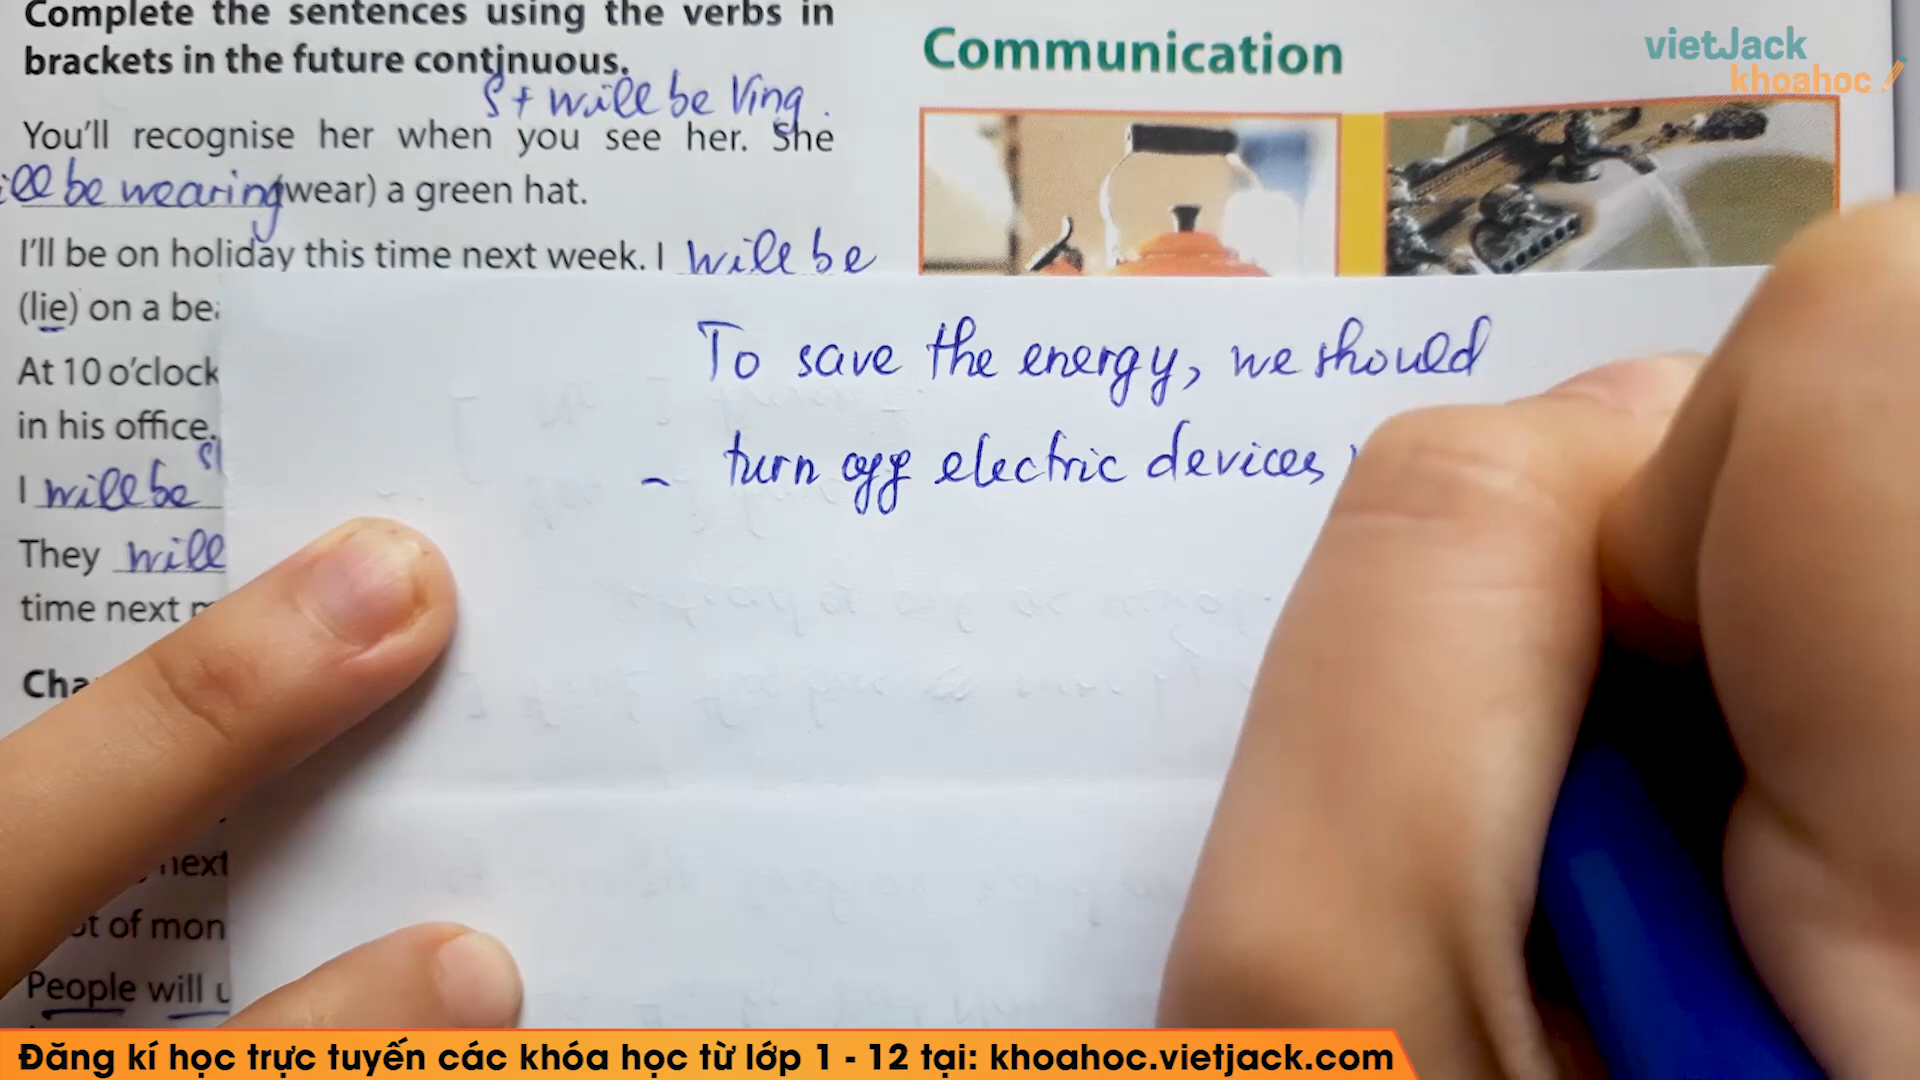 Complete the sentences using the verbs in
brackets in the future continuous.
S + will be Ving.
You'll recognise her when you see her. She
will be wearing (wear) a green hat.
I'll be on holiday this time next week. I will be
(lie) on a
At 10 o'clock
in his office.
I will be
They will
time next
next
of mon
People will
Communication
vietJack
khoahoc
To save the energy, we should
- turn off electric devices
Đăng kí học trực tuyến các khóa học từ lớp 1 - 12 tại: khoahoc.vietjack.com